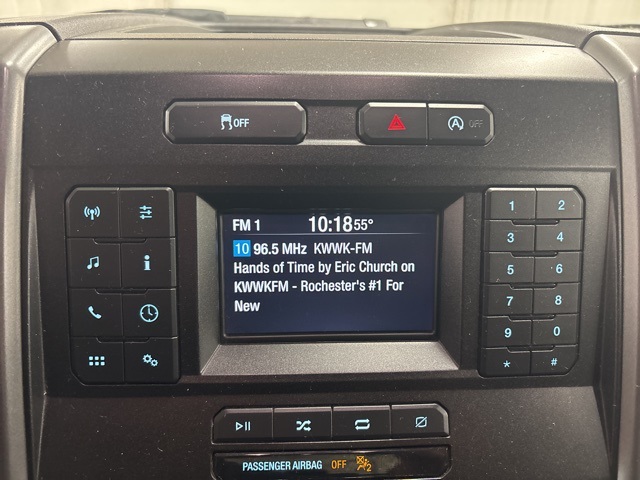 OFF
A OFF
FM 1 10:18 55°
10 96.5 MHz KWWK-FM
Hands of Time by Eric Church on
KWWKFM - Rochester's #1 For
New
i
1 2
3 4
5 6
7 8
9 0
* #
PASSENGER AIRBAG OFF 2